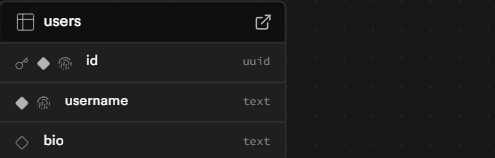 users
id uuid
username text
bio text